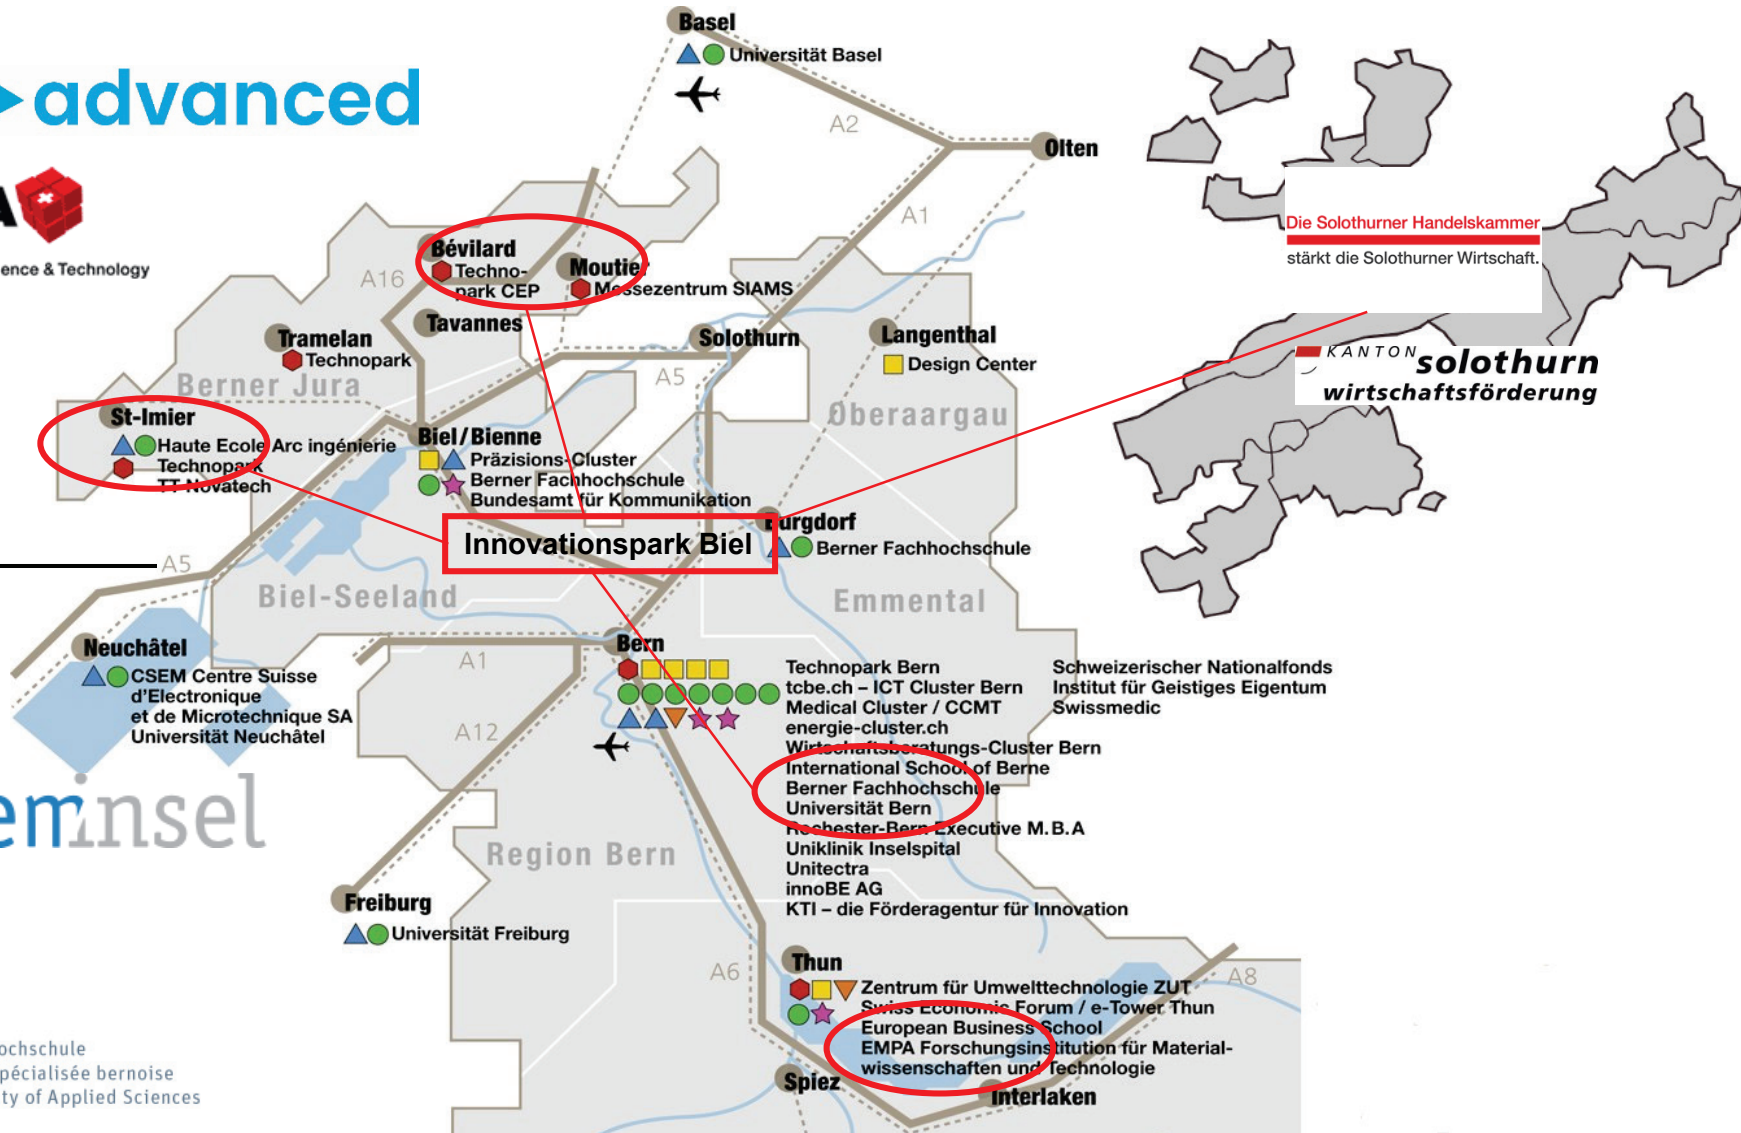 Basel
Universität Basel
advanced
A2
Olten
A
A1
Die Solothurner Handelskammer
stärkt die Solothurner Wirtschaft.
ence & Technology
Bévilard
Techno-
park CEP
Moutier
Messezentrum SIAMS
A16
Tavannes
Tramelan
Technopark
Solothurn
Langenthal
Design Center
KANTON solothurn
wirtschaftsförderung
A5
Berner Jura
Oberaargau
St-Imier
Haute Ecole Arc ingénierie
Technopark
TT Novatech
Biel/Bienne
Präzisions-Cluster
Berner Fachhochschule
Bundesamt für Kommunikation
Innovationspark Biel
Burgdorf
Berner Fachhochschule
A5
Biel-Seeland
Emmental
Neuchâtel
CSEM Centre Suisse
d'Electronique
et de Microtechnique SA
Universität Neuchâtel
A1
A12
Bern
Technopark Bern
tcbe.ch – ICT Cluster Bern
Medical Cluster / CCMT
energie-cluster.ch
Wirtschaftsberatungs-Cluster Bern
International School of Berne
Berner Fachhochschule
Universität Bern
Rochester-Bern Executive M.B.A
Uniklinik Inselspital
Unitectra
innoBE AG
KTI – die Förderagentur für Innovation
Schweizerischer Nationalfonds
Institut für Geistiges Eigentum
Swissmedic
eminsel
Region Bern
Freiburg
Universität Freiburg
A6
Thun
Zentrum für Umwelttechnologie ZUT
Swiss Economic Forum / e-Tower Thun
European Business School
EMPA Forschungsinstitution für Material-
wissenschaften und Technologie
A8
Spiez
Interlaken
ochschule
pécialisée bernoise
ty of Applied Sciences